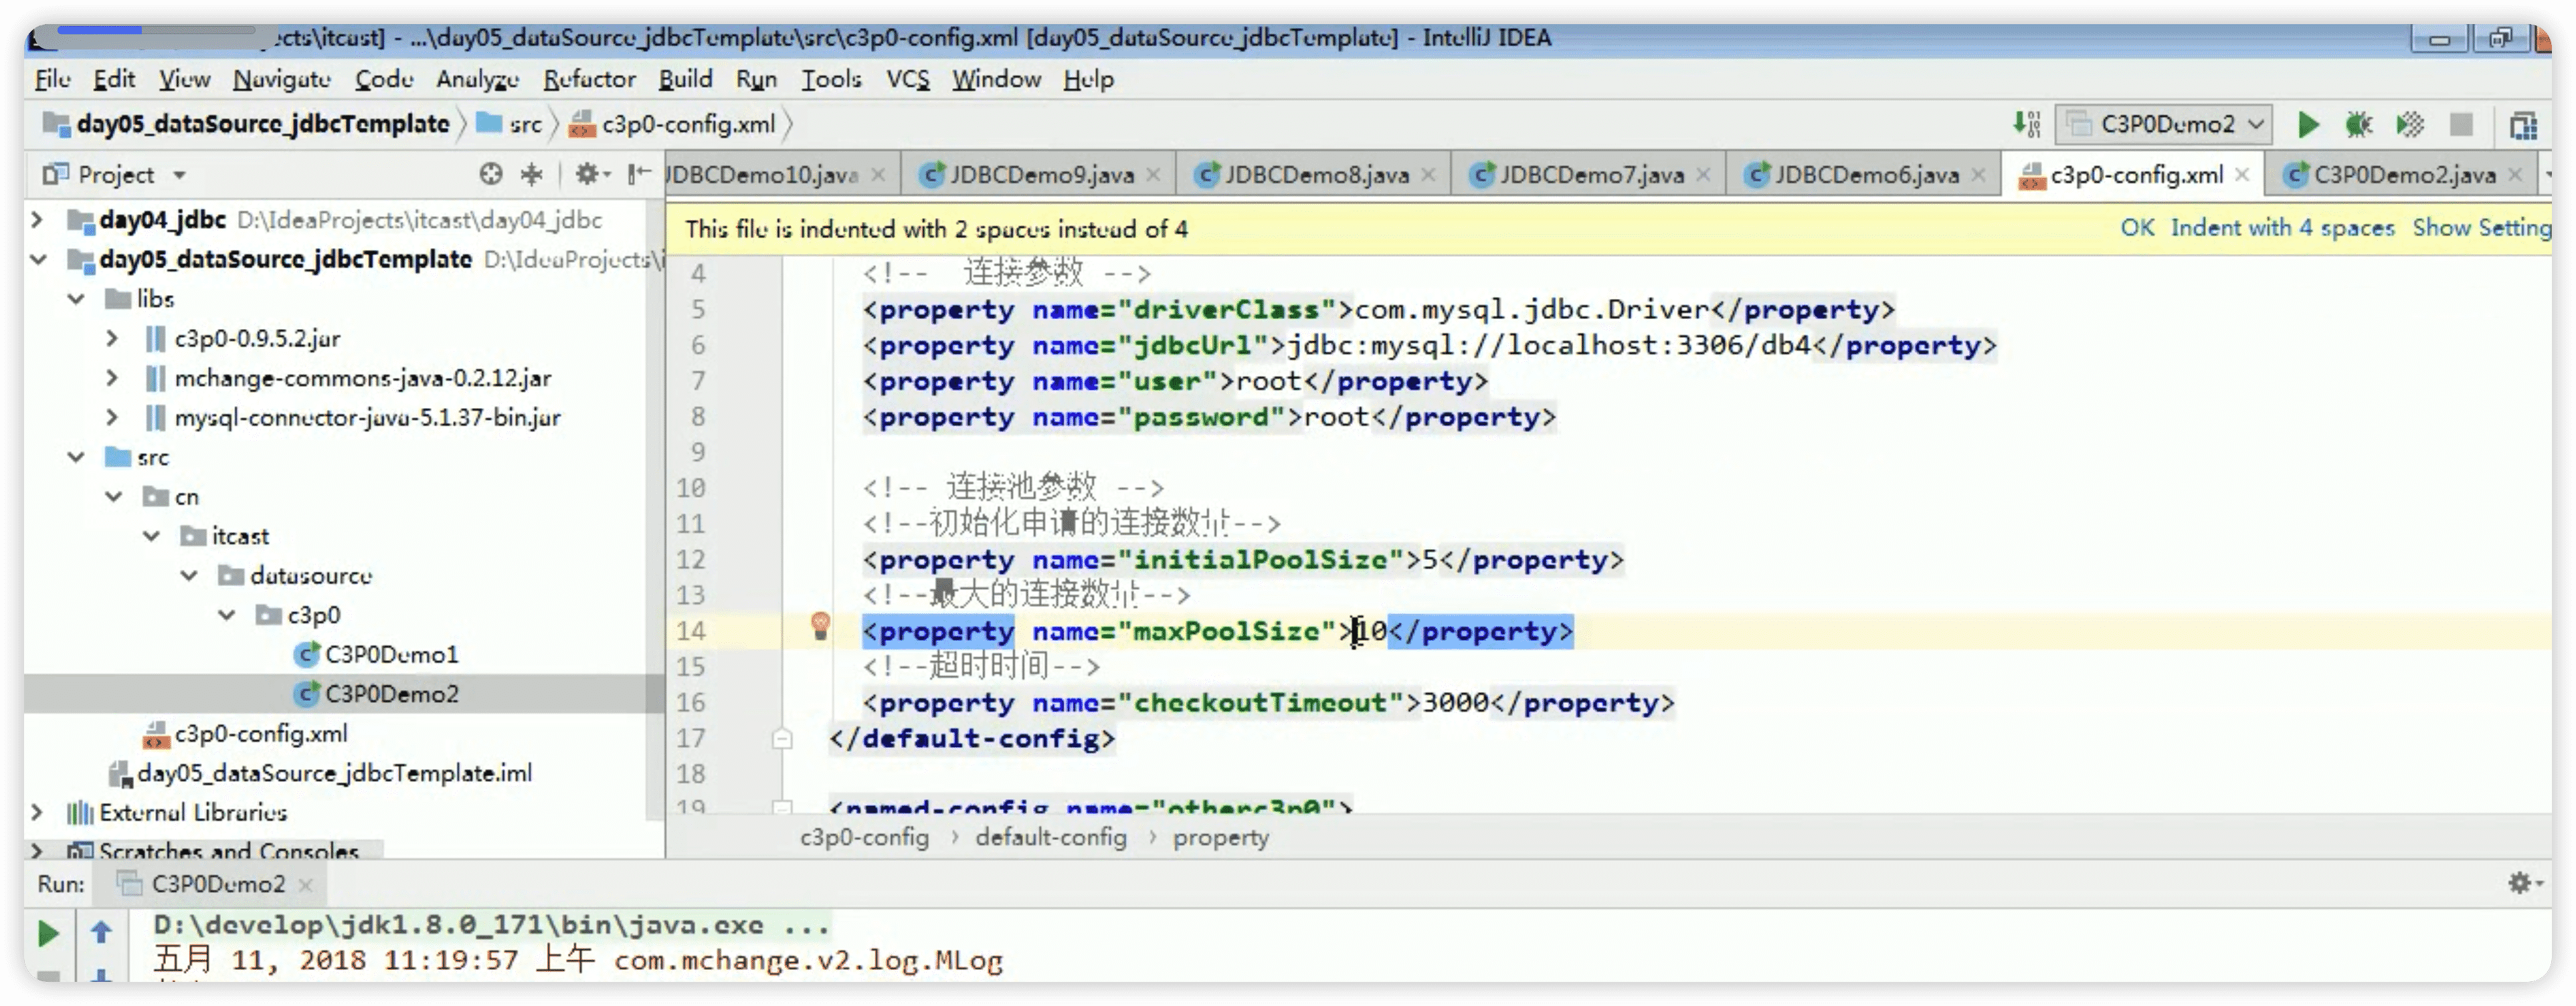 cts\itcast] - ...\day05_dataSource_jdbcTemplate\src\c3p0-config.xml [day05_dataSource_jdbcTemplate] - IntelliJ IDEA
File Edit View Navigate Code Analyze Refactor Build Run Tools VCS Window Help
day05_dataSource_jdbcTemplate src c3p0-config.xml C3P0Demo2
Project JDBCDemo10.java JDBCDemo9.java JDBCDemo8.java JDBCDemo7.java JDBCDemo6.java c3p0-config.xml C3P0Demo2.java
This file is indented with 2 spaces instead of 4 OK Indent with 4 spaces Show Setting
day04_jdbc D:\IdeaProjects\itcast\day04_jdbc
day05_dataSource_jdbcTemplate D:\IdeaProjects\i
libs
c3p0-0.9.5.2.jar
mchange-commons-java-0.2.12.jar
mysql-connector-java-5.1.37-bin.jar
src
cn
itcast
datasource
c3p0
C3P0Demo1
C3P0Demo2
c3p0-config.xml
day05_dataSource_jdbcTemplate.iml
External Libraries
Scratches and Consoles
4 <!-- 连接参数 -->
5 <property name="driverClass">com.mysql.jdbc.Driver</property>
6 <property name="jdbcUrl">jdbc:mysql://localhost:3306/db4</property>
7 <property name="user">root</property>
8 <property name="password">root</property>
9
10 <!-- 连接池参数 -->
11 <!--初始化申请的连接数量-->
12 <property name="initialPoolSize">5</property>
13 <!--最大的连接数量-->
14 <property name="maxPoolSize">10</property>
15 <!--超时时间-->
16 <property name="checkoutTimeout">3000</property>
17 </default-config>
18
19 <named-config name="otherc3p0">
c3p0-config › default-config › property
Run: C3P0Demo2
D:\develop\jdk1.8.0_171\bin\java.exe ...
五月 11, 2018 11:19:57 上午 com.mchange.v2.log.MLog